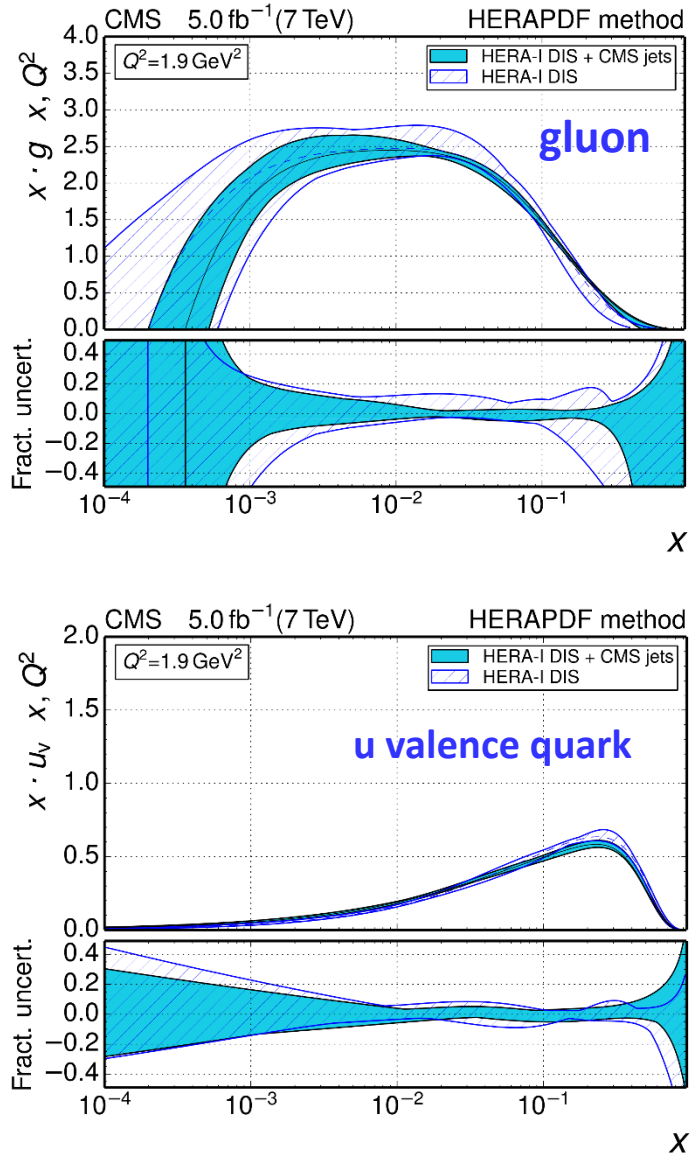 CMS 5.0 fb⁻¹ (7 TeV) HERAPDF method
Q²=1.9 GeV²
HERA-I DIS + CMS jets
HERA-I DIS
gluon
x · g x, Q²
4.0
3.5
3.0
2.5
2.0
1.5
1.0
0.5
0.0
Fract. uncert.
0.4
0.2
0.0
−0.2
−0.4
10⁻⁴ 10⁻³ 10⁻² 10⁻¹
x
CMS 5.0 fb⁻¹ (7 TeV) HERAPDF method
Q²=1.9 GeV²
HERA-I DIS + CMS jets
HERA-I DIS
u valence quark
x · u_v x, Q²
2.0
1.5
1.0
0.5
0.0
Fract. uncert.
0.4
0.2
0.0
−0.2
−0.4
10⁻⁴ 10⁻³ 10⁻² 10⁻¹
x